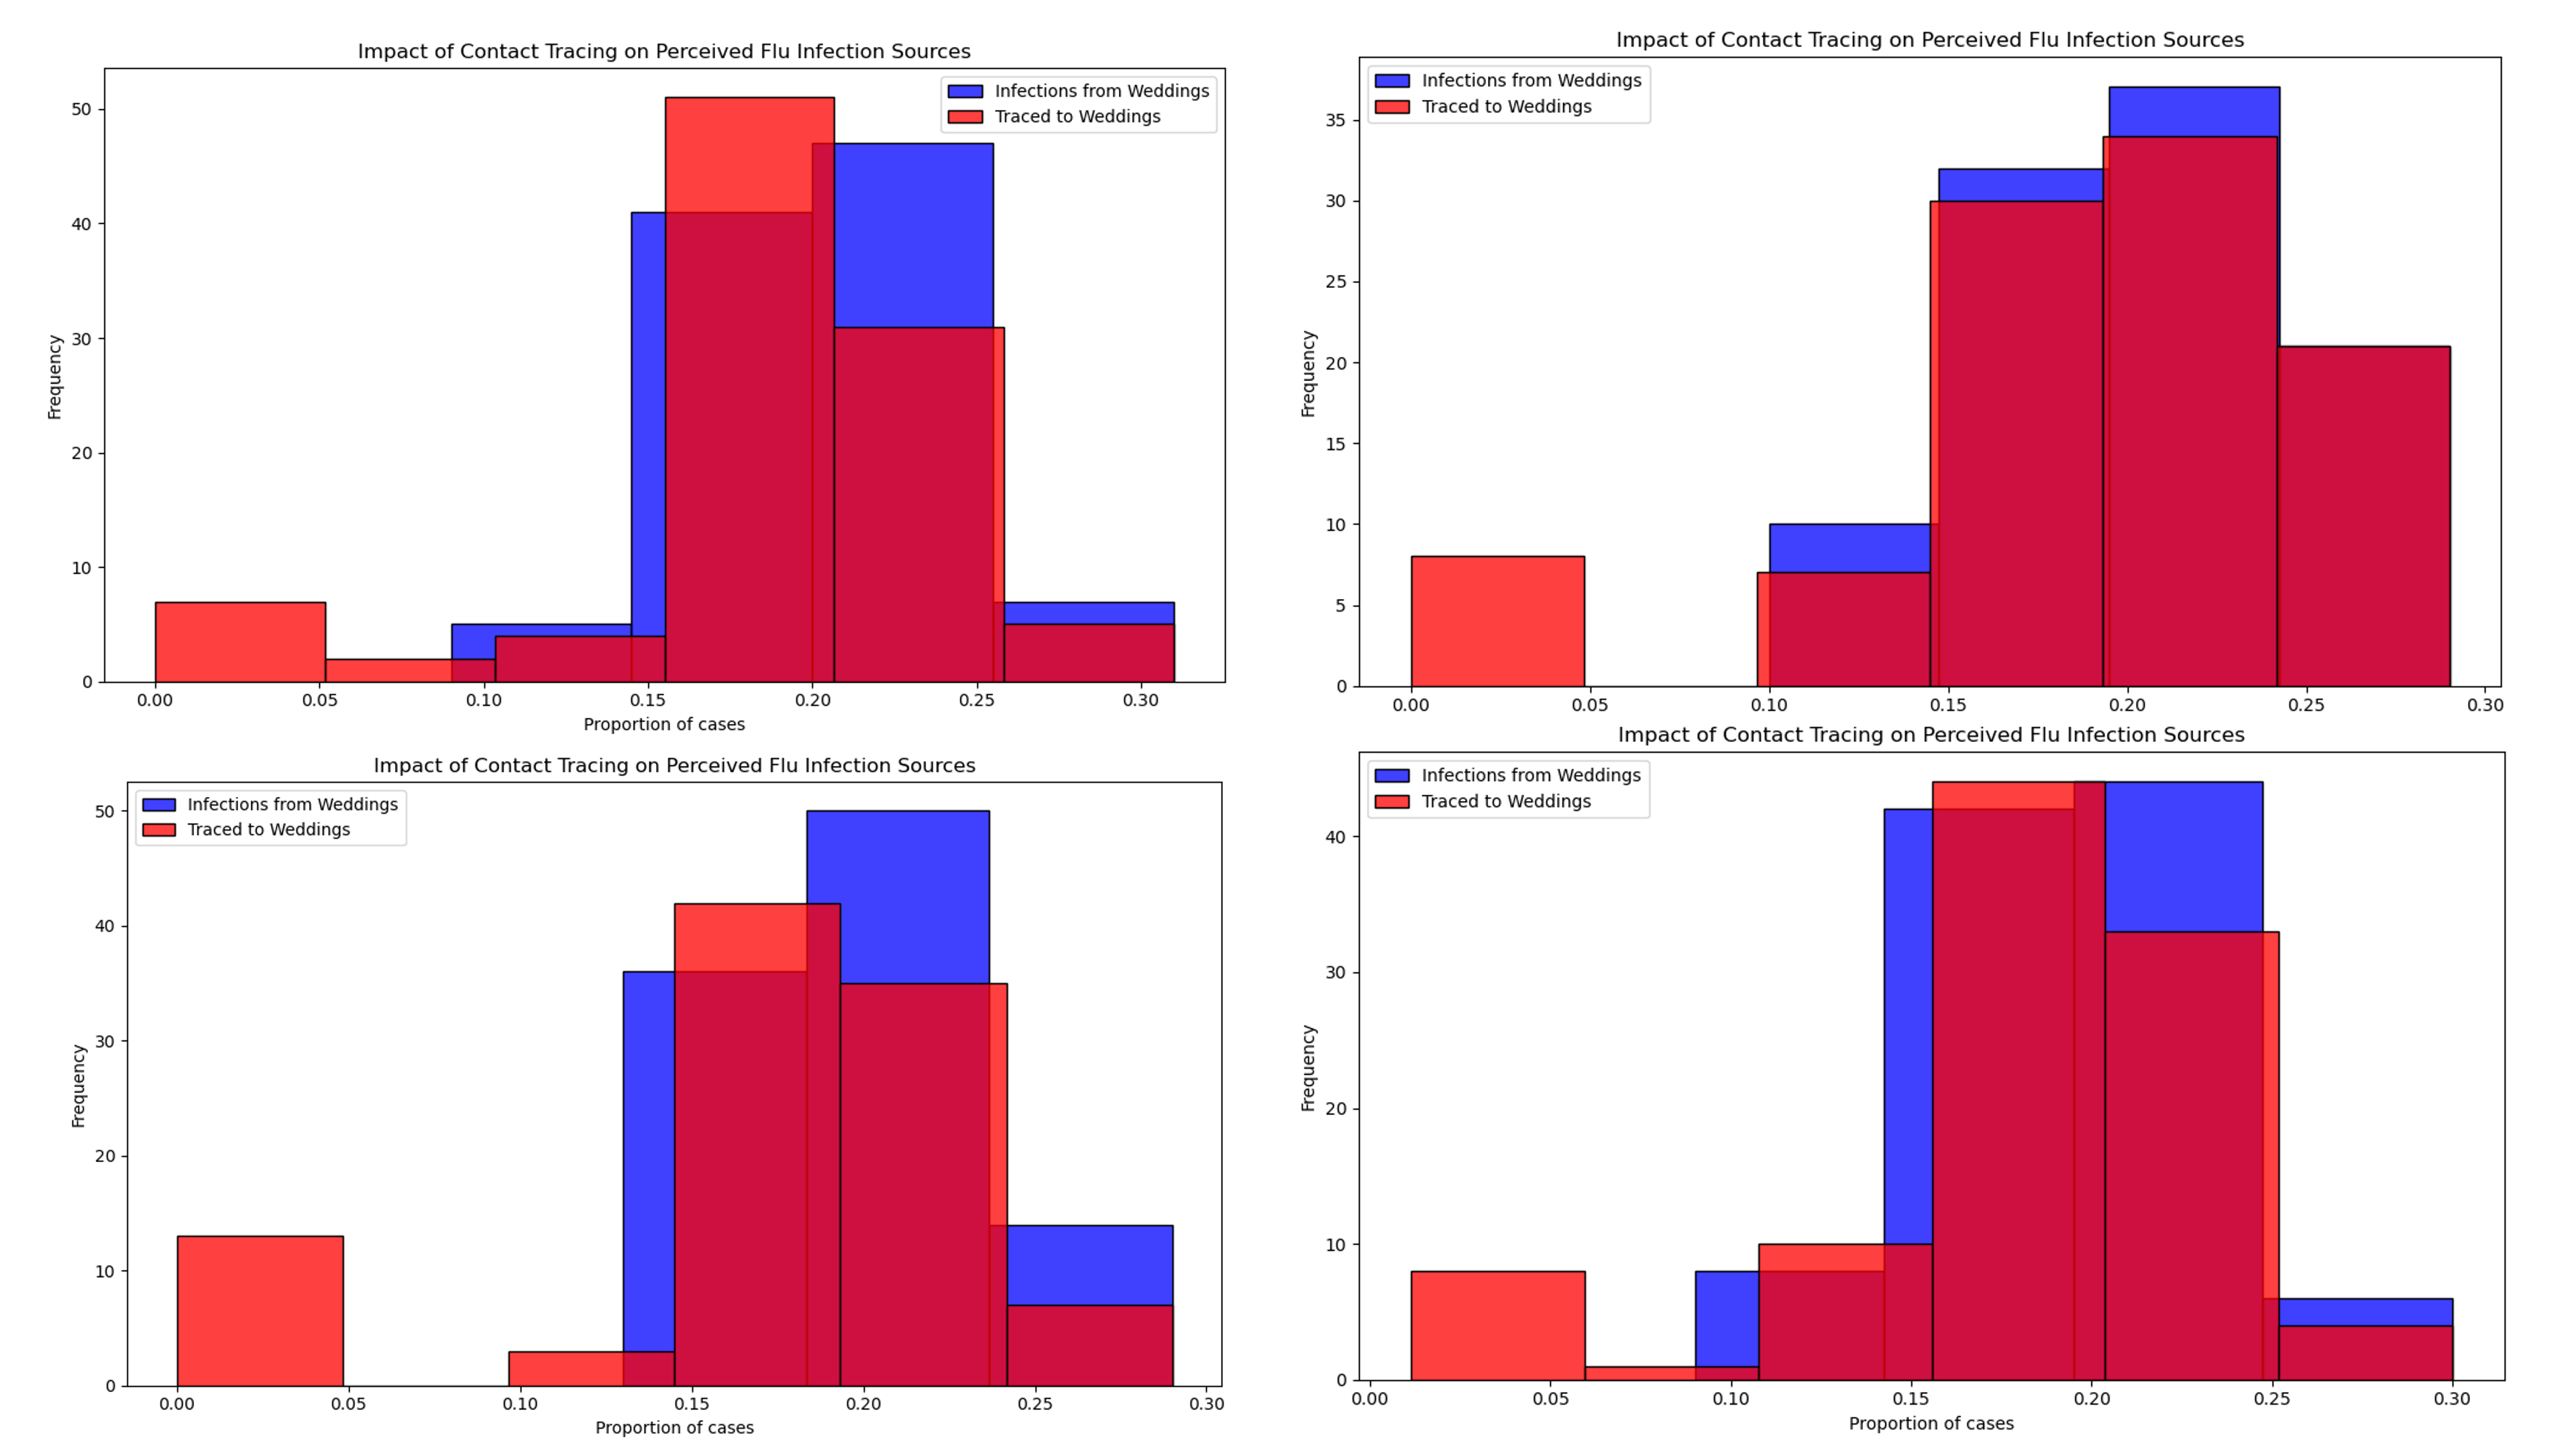 Impact of Contact Tracing on Perceived Flu Infection Sources
Infections from Weddings
Traced to Weddings
50
40
30
20
10
0
Frequency
0.00 0.05 0.10 0.15 0.20 0.25 0.30
Proportion of cases
Impact of Contact Tracing on Perceived Flu Infection Sources
Infections from Weddings
Traced to Weddings
35
30
25
20
15
10
5
0
Frequency
0.00 0.05 0.10 0.15 0.20 0.25 0.30
Impact of Contact Tracing on Perceived Flu Infection Sources
Infections from Weddings
Traced to Weddings
50
40
30
20
10
0
Frequency
0.00 0.05 0.10 0.15 0.20 0.25 0.30
Proportion of cases
Impact of Contact Tracing on Perceived Flu Infection Sources
Infections from Weddings
Traced to Weddings
40
30
20
10
0
Frequency
0.00 0.05 0.10 0.15 0.20 0.25 0.30
Proportion of cases